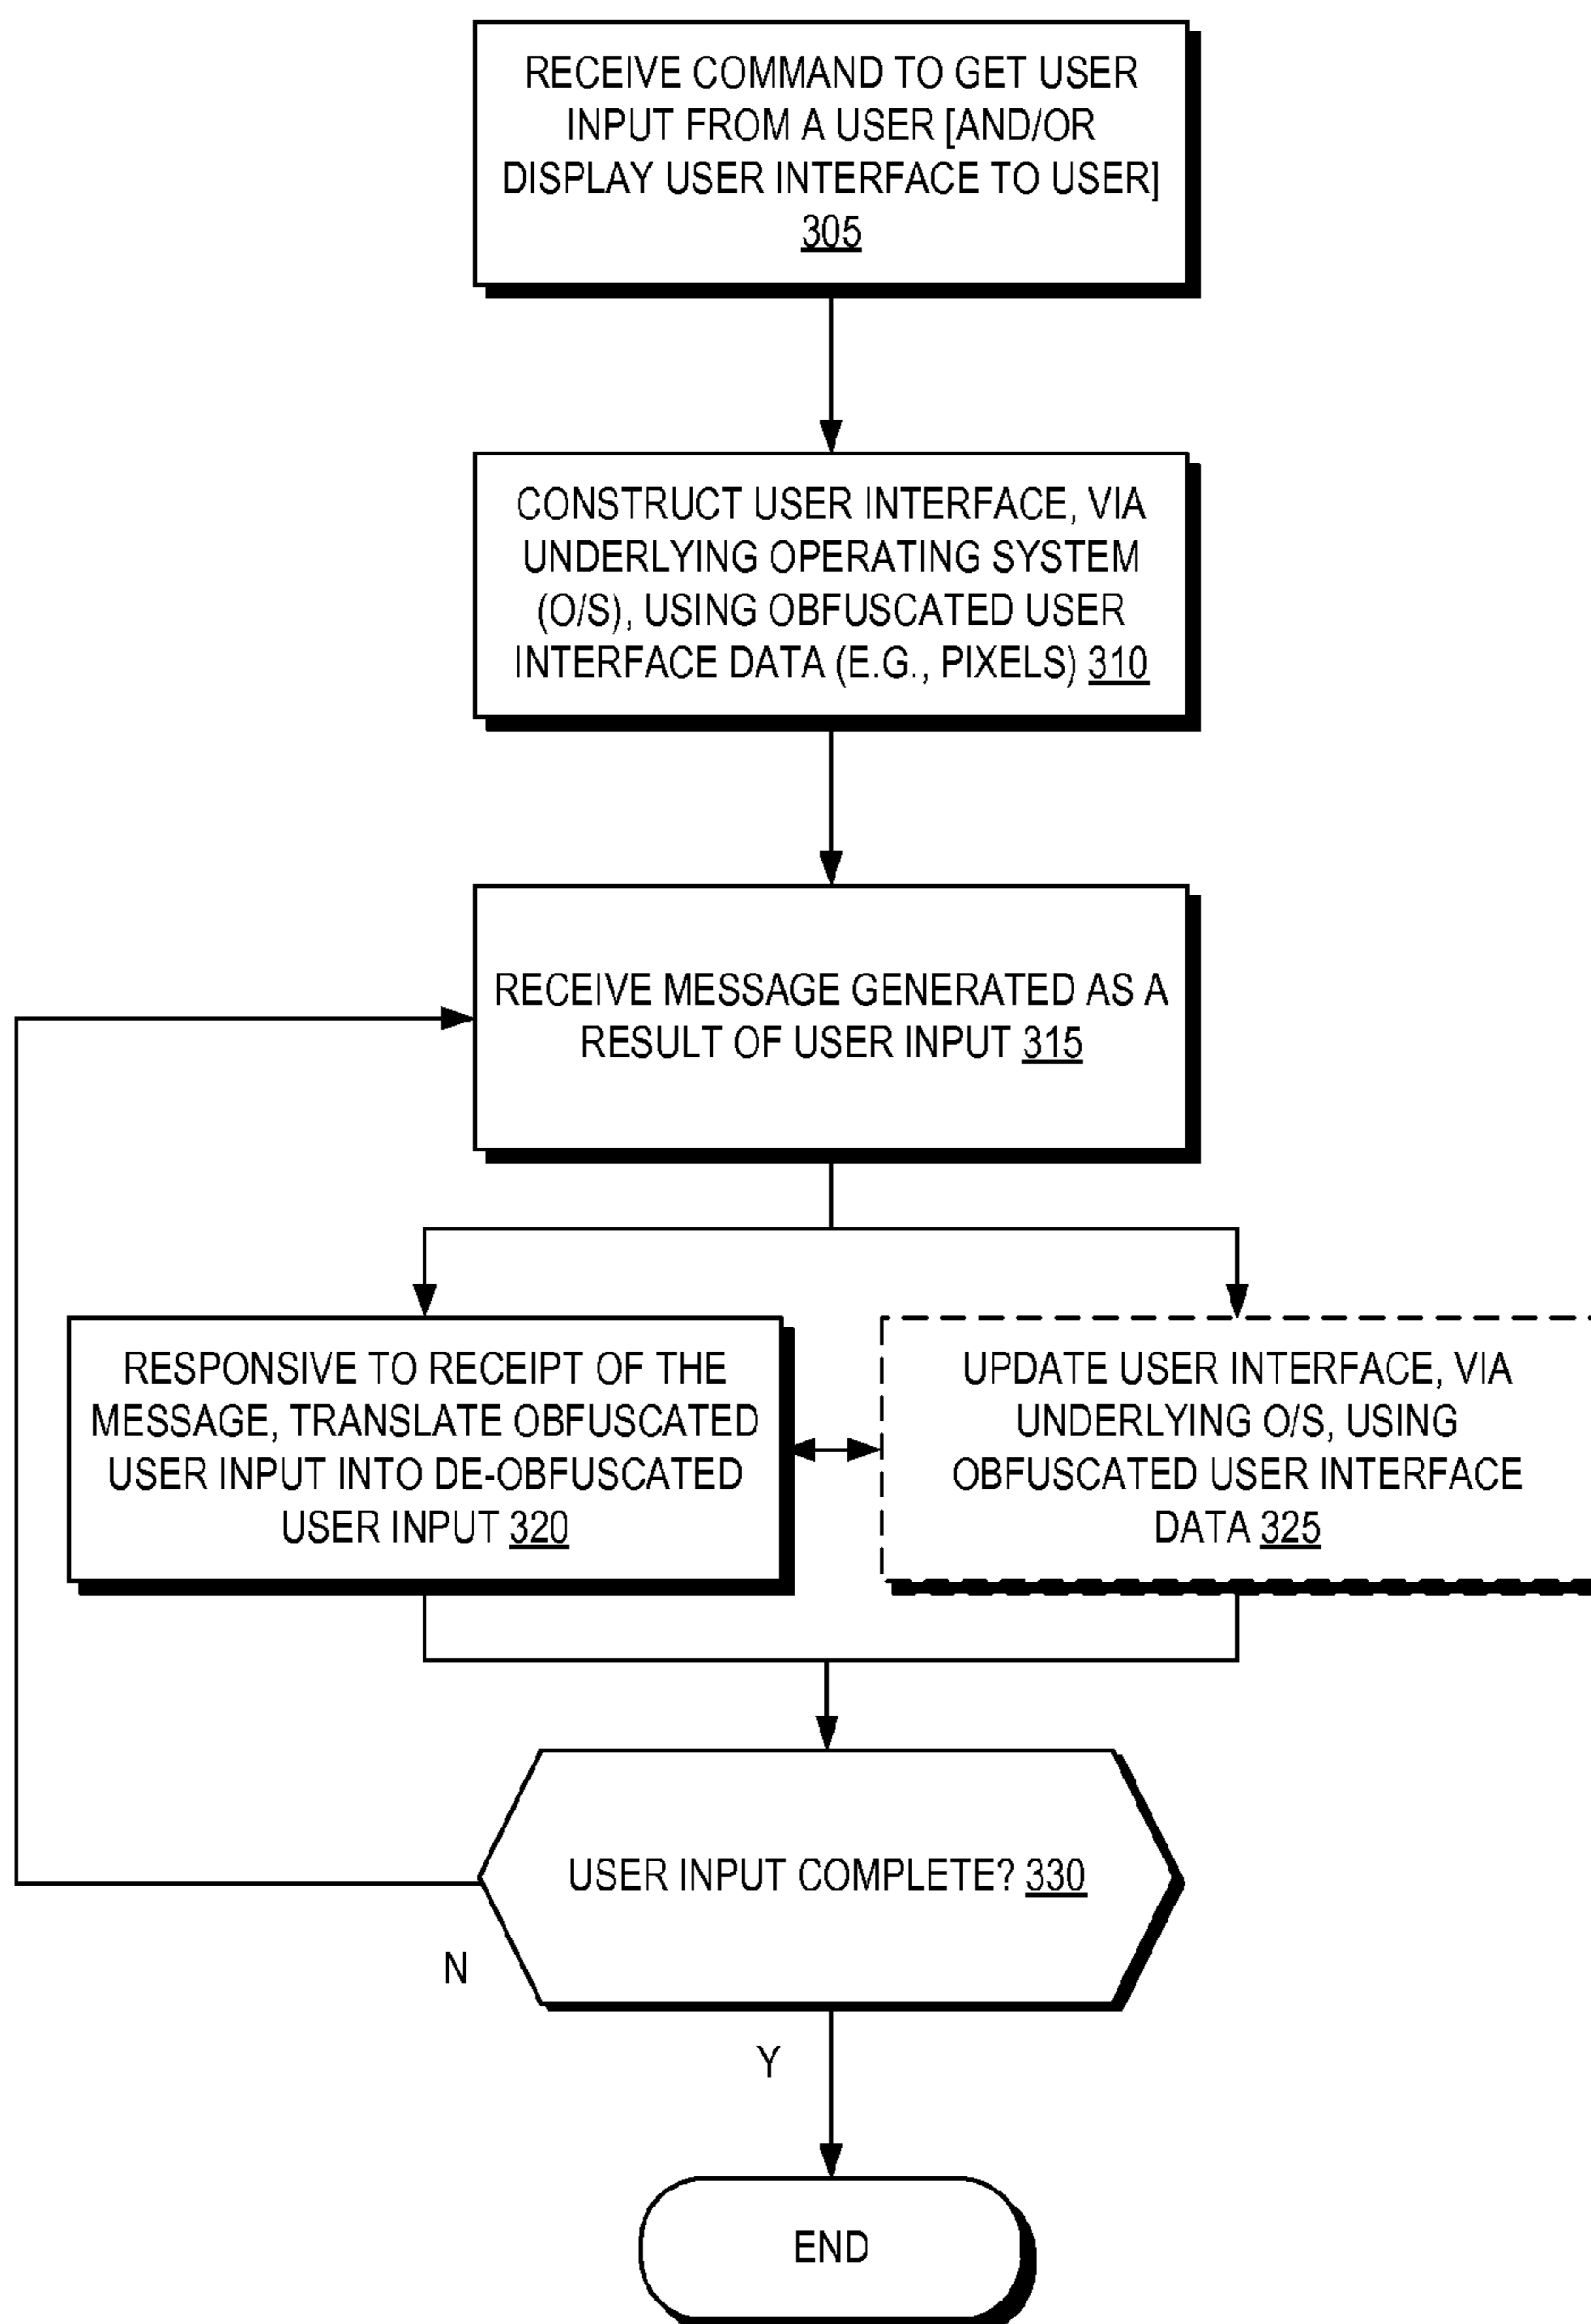 RECEIVE COMMAND TO GET USER
INPUT FROM A USER [AND/OR
DISPLAY USER INTERFACE TO USER]
305
CONSTRUCT USER INTERFACE, VIA
UNDERLYING OPERATING SYSTEM
(O/S), USING OBFUSCATED USER
INTERFACE DATA (E.G., PIXELS) 310
RECEIVE MESSAGE GENERATED AS A
RESULT OF USER INPUT 315
RESPONSIVE TO RECEIPT OF THE
MESSAGE, TRANSLATE OBFUSCATED
USER INPUT INTO DE-OBFUSCATED
USER INPUT 320
UPDATE USER INTERFACE, VIA
UNDERLYING O/S, USING
OBFUSCATED USER INTERFACE
DATA 325
USER INPUT COMPLETE? 330
N
Y
END